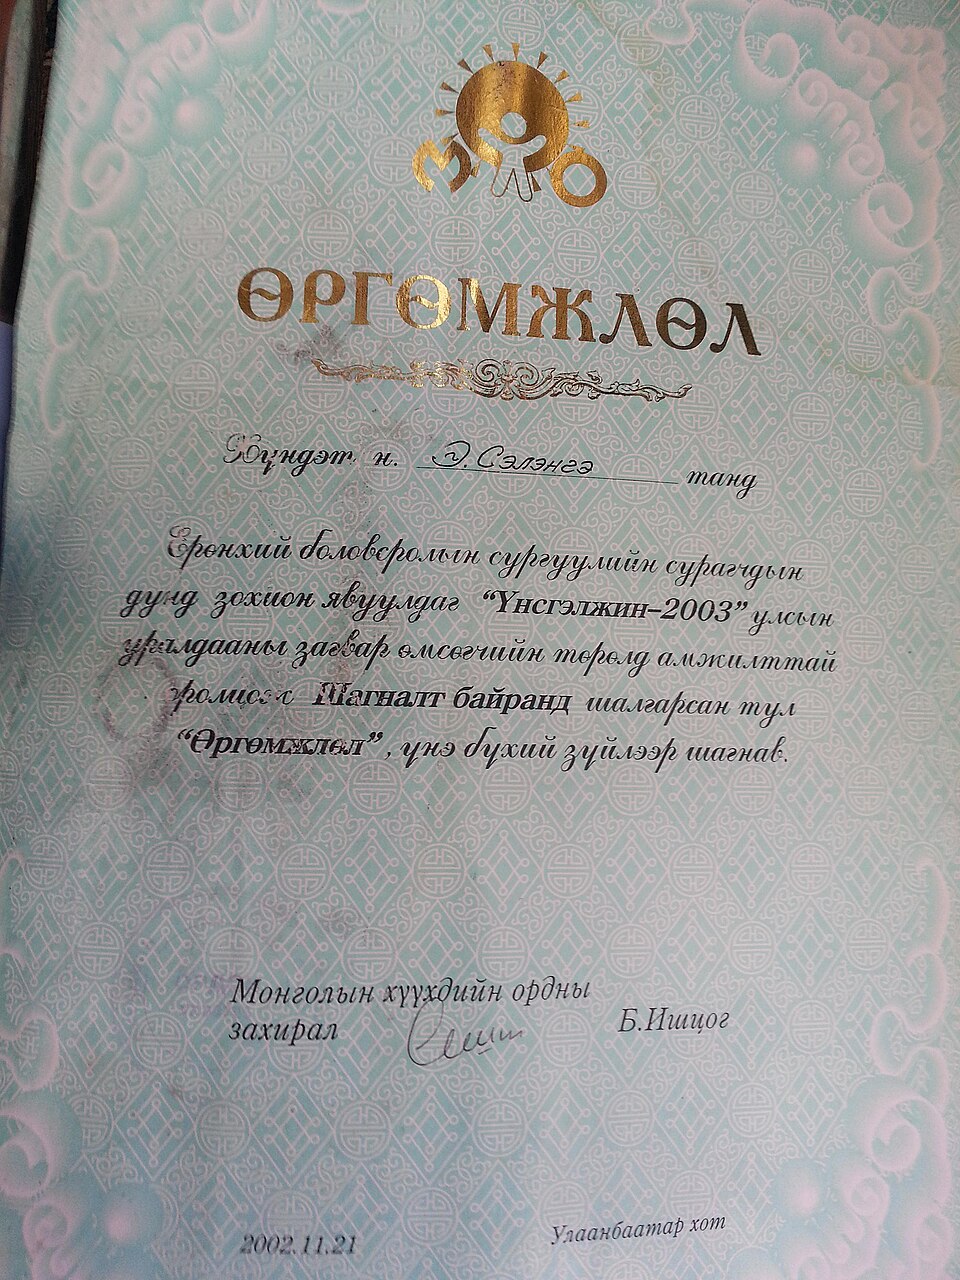 ӨРГӨМЖЛӨЛ
Хүндэт н. Э.Сэлэнгэ танд
Ерөнхий боловсролын сургуулийн сурагчдын
дунд зохион явуулдаг “Үнсгэлжин–2003” улсын
уралдааны загвар өмсөгчийн төрөлд амжилттай
Шагналт байранд шалгарсан тул
“Өргөмжлөл”, үнэ бүхий зүйлээр шагнав.
Монголын хүүхдийн ордны
захирал Б.Ишцог
2002.11.21 Улаанбаатар хот